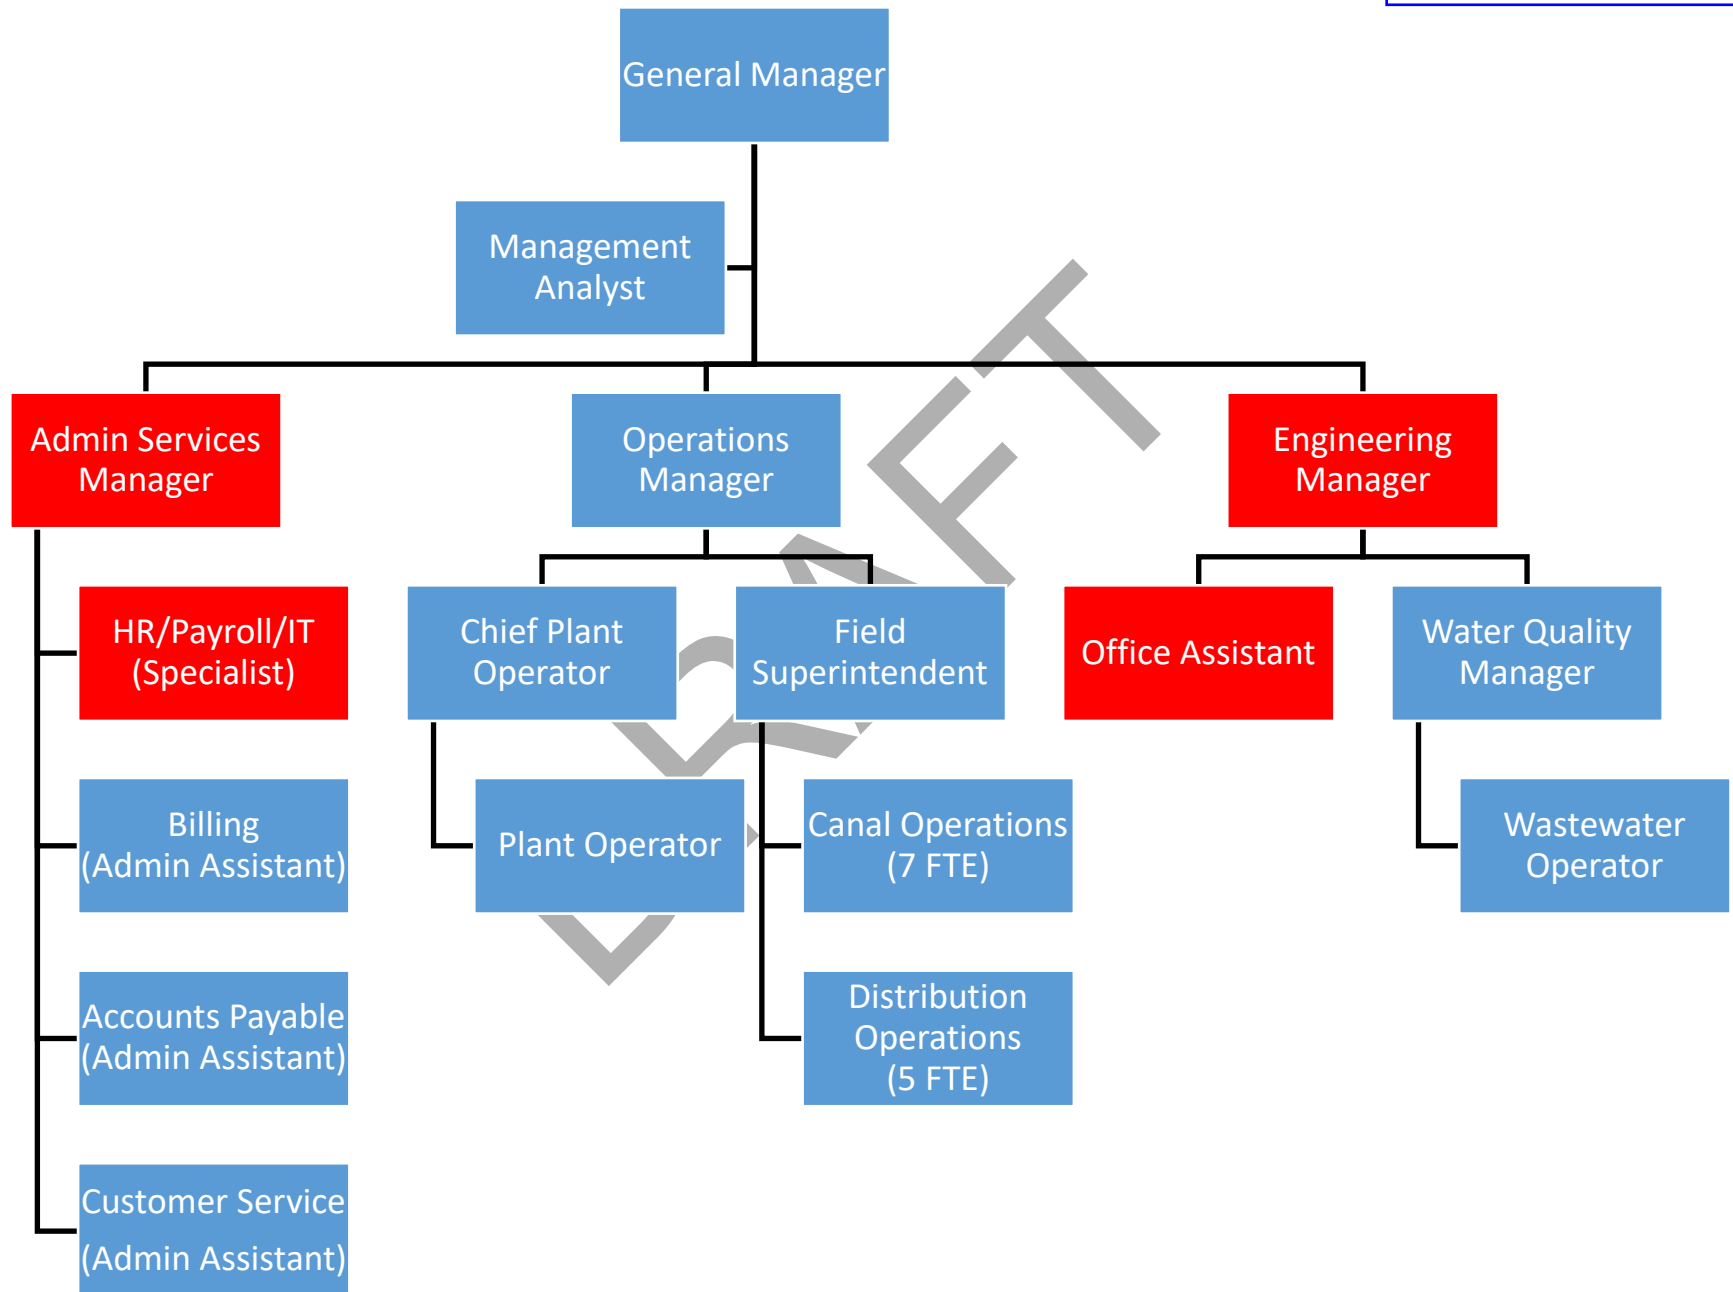 General Manager
Management
Analyst
Admin Services
Manager
Operations
Manager
Engineering
Manager
HR/Payroll/IT
(Specialist)
Chief Plant
Operator
Field
Superintendent
Office Assistant
Water Quality
Manager
Billing
(Admin Assistant)
Plant Operator
Canal Operations
(7 FTE)
Wastewater
Operator
Accounts Payable
(Admin Assistant)
Distribution
Operations
(5 FTE)
Customer Service
(Admin Assistant)
DRAFT